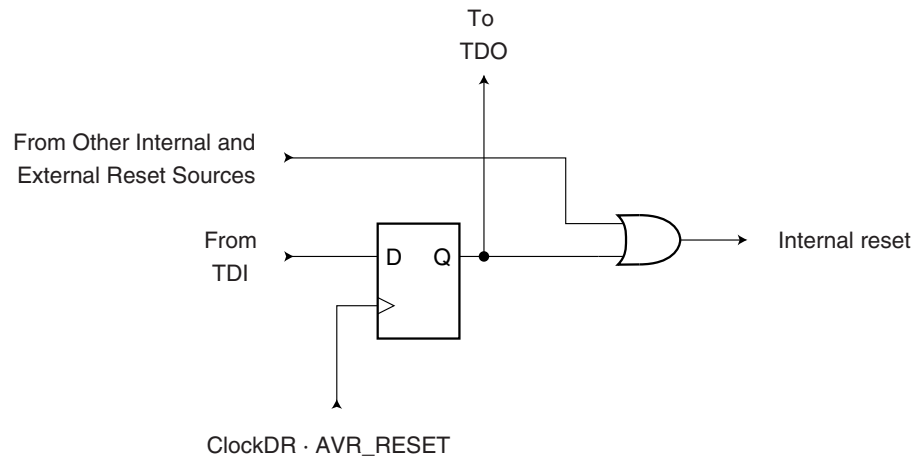 To
TDO
From Other Internal and
External Reset Sources
From
TDI
D Q
Internal reset
ClockDR · AVR_RESET